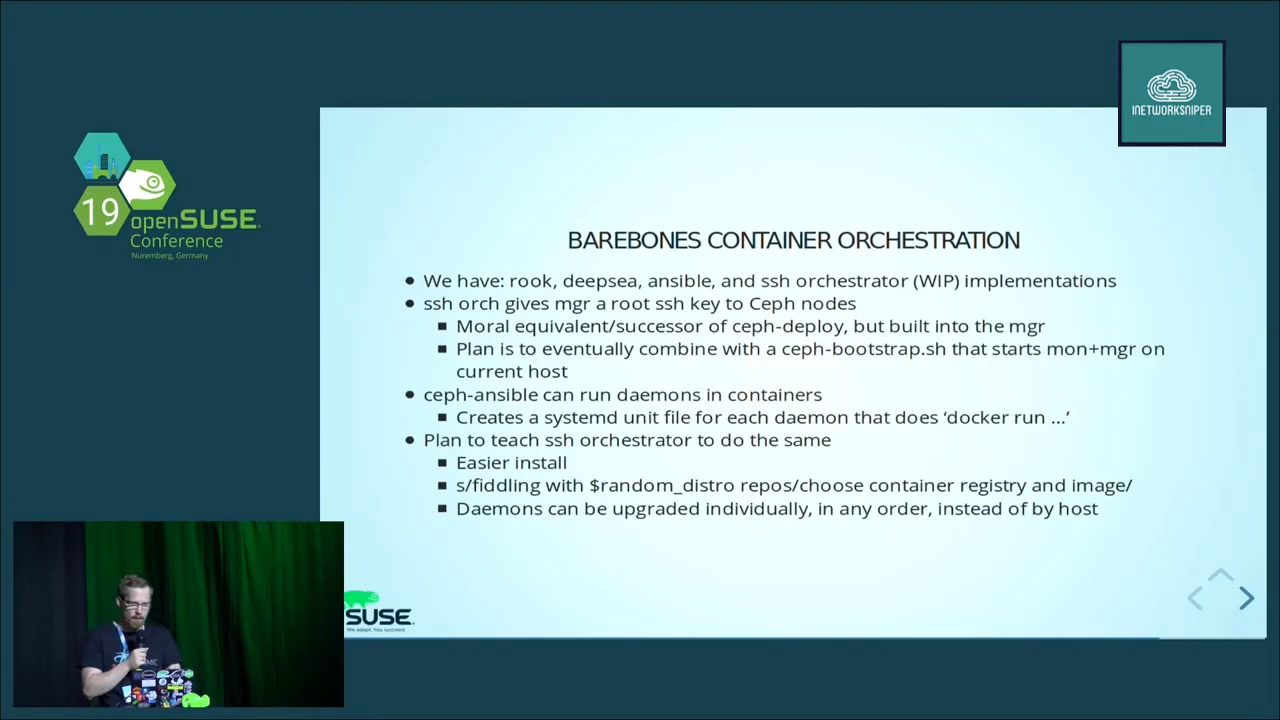 INETWORKSNIPER
19
openSUSE
Conference
Nuremberg, Germany
BAREBONES CONTAINER ORCHESTRATION
We have: rook, deepsea, ansible, and ssh orchestrator (WIP) implementations
ssh orch gives mgr a root ssh key to Ceph nodes
Moral equivalent/successor of ceph-deploy, but built into the mgr
Plan is to eventually combine with a ceph-bootstrap.sh that starts mon+mgr on
current host
ceph-ansible can run daemons in containers
Creates a systemd unit file for each daemon that does ‘docker run ...’
Plan to teach ssh orchestrator to do the same
Easier install
s/fiddling with $random_distro repos/choose container registry and image/
Daemons can be upgraded individually, in any order, instead of by host
SUSE
We adapt. You succeed.